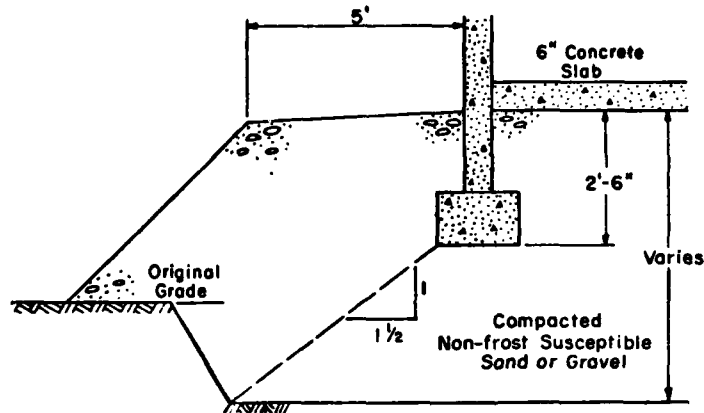 5'
6" Concrete
Slab
2'-6"
Varies
Original
Grade
1
1 1/2
Compacted
Non-frost Susceptible
Sand or Gravel